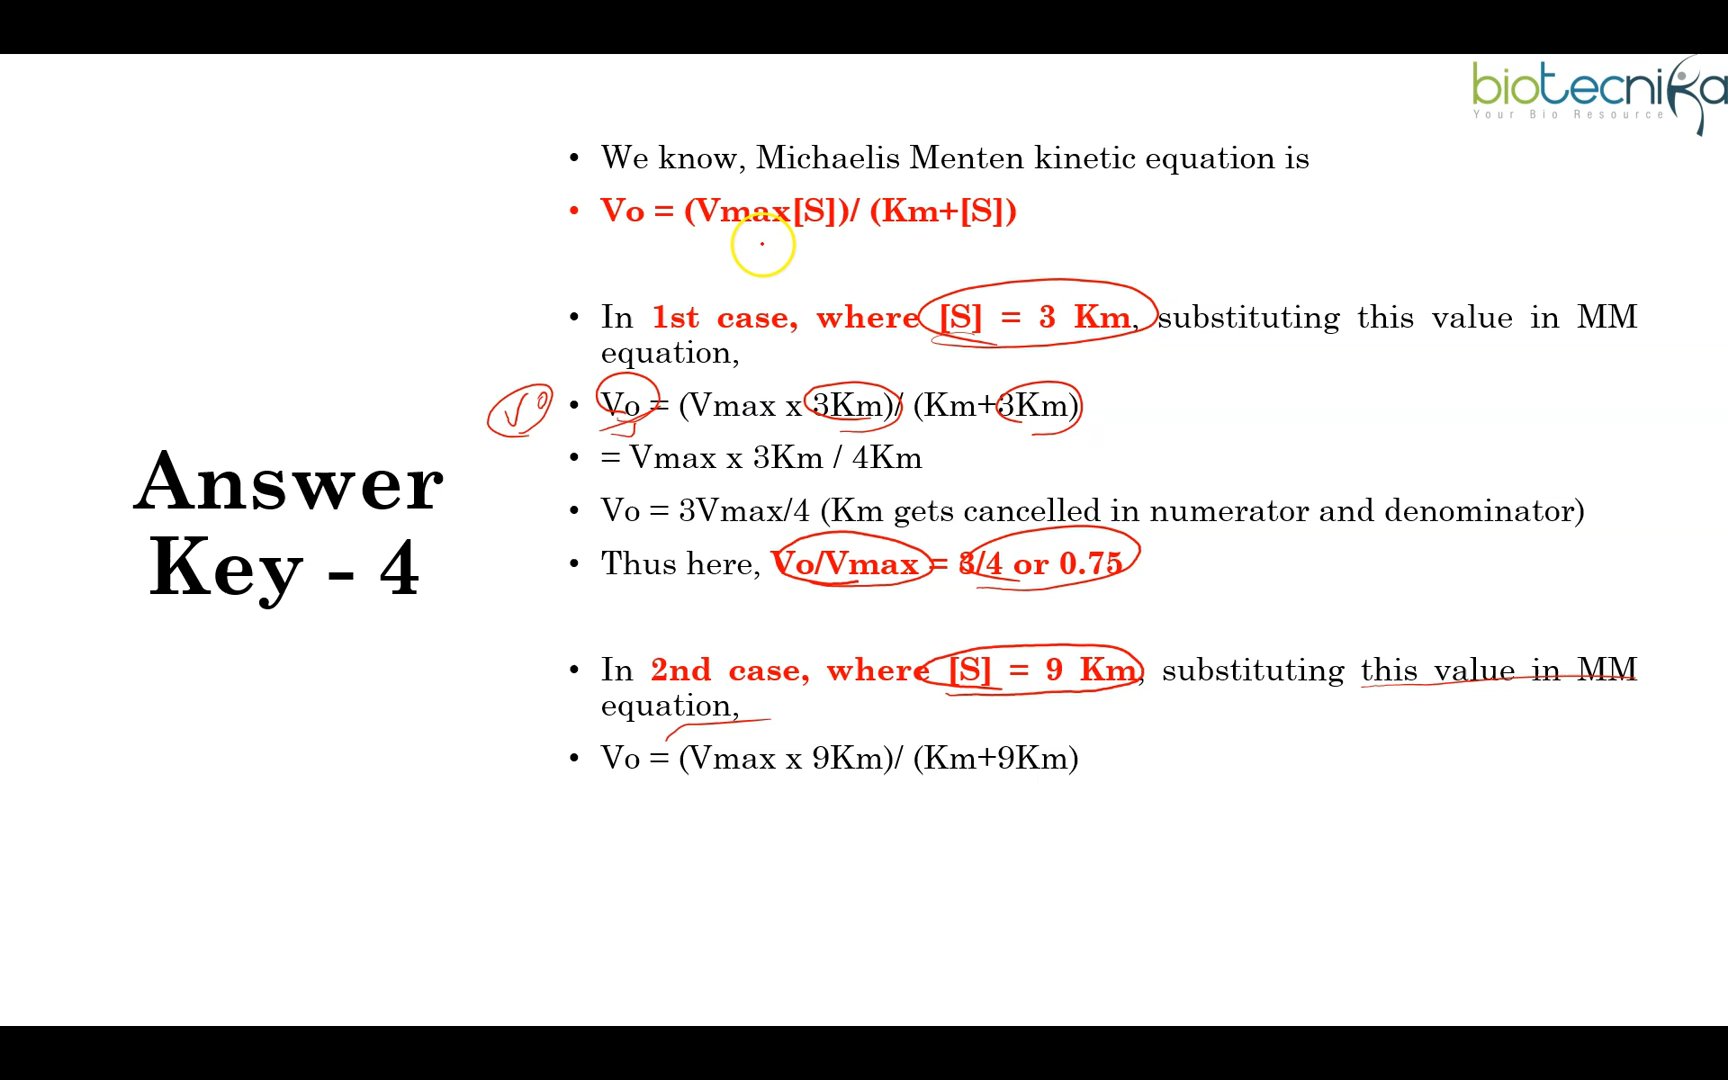 biotecnika
Your Bio Resource
• We know, Michaelis Menten kinetic equation is
• Vo = (Vmax[S])/ (Km+[S])
• In 1st case, where [S] = 3 Km, substituting this value in MM
equation,
Vo
• Vo = (Vmax x 3Km)/ (Km+3Km)
• = Vmax x 3Km / 4Km
• Vo = 3Vmax/4 (Km gets cancelled in numerator and denominator)
• Thus here, Vo/Vmax = 3/4 or 0.75
• In 2nd case, where [S] = 9 Km, substituting this value in MM
equation,
• Vo = (Vmax x 9Km)/ (Km+9Km)
Answer
Key - 4